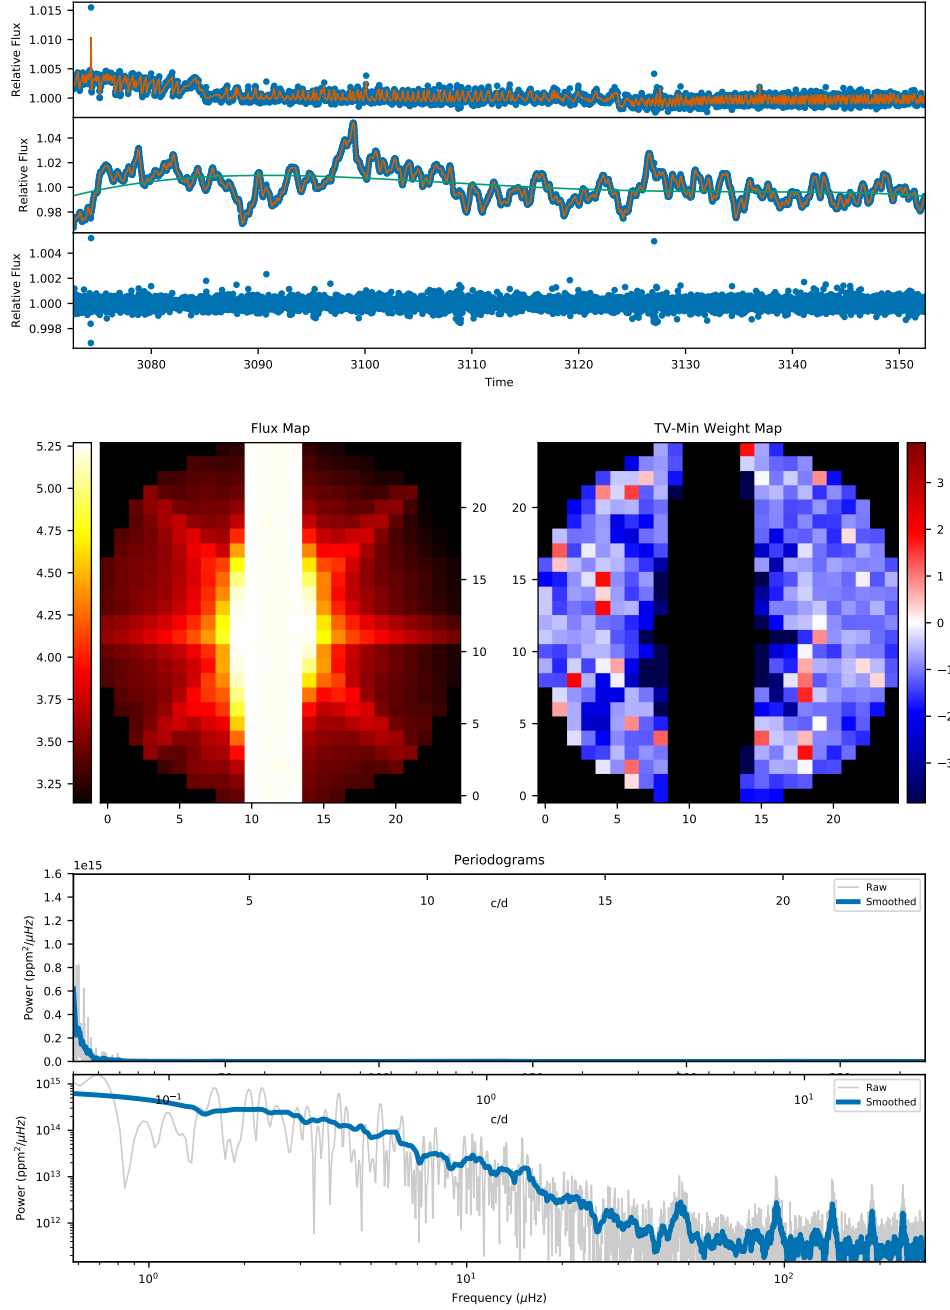 1.015
1.010
1.005
1.000
Relative Flux
1.04
1.02
1.00
0.98
Relative Flux
1.004
1.002
1.000
0.998
Relative Flux
3080 3090 3100 3110 3120 3130 3140 3150
Time
Flux Map
TV-Min Weight Map
5.25
5.00
4.75
4.50
4.25
4.00
3.75
3.50
3.25
20
15
10
5
0
0 5 10 15 20
20
15
10
5
0
0 5 10 15 20
3
2
1
0
Periodograms
1e15
1.6
1.4
1.2
1.0
0.8
0.6
0.4
0.2
0.0
Power (ppm²/μHz)
5 10 15 20
c/d
Raw
Smoothed
10¹⁵
10¹⁴
10¹³
10¹²
Power (ppm²/μHz)
10⁻¹ 10⁰ 10¹
c/d
Raw
Smoothed
10⁰ 10¹ 10²
Frequency (μHz)